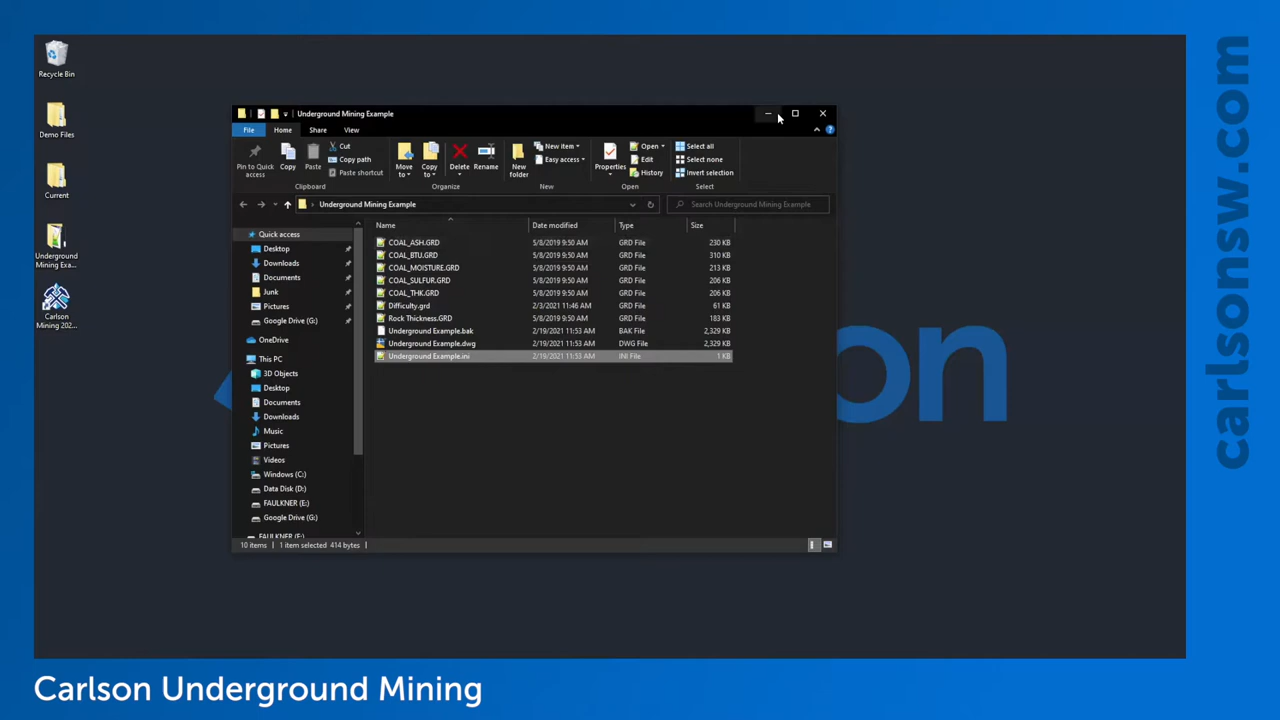 Recycle Bin
Demo Files
Current
Underground
Mining Exa...
Carlson
Mining 202...
Underground Mining Example
File Home Share View
Pin to Quick
access
Copy
Paste
Cut
Copy path
Paste shortcut
Clipboard
Move
to
Copy
to
Delete
Rename
Organize
New
folder
New item
Easy access
New
Properties
Open
Edit
History
Open
Select all
Select none
Invert selection
Select
Underground Mining Example
Search Underground Mining Example
Quick access
Desktop
Downloads
Documents
Junk
Pictures
Google Drive (G:)
OneDrive
This PC
3D Objects
Desktop
Documents
Downloads
Music
Pictures
Videos
Windows (C:)
Data Disk (D:)
FAULKNER (E:)
Google Drive (G:)
FAULKNER (E:)
Name Date modified Type Size
COAL_ASH.GRD 5/8/2019 9:50 AM GRD File 230 KB
COAL_BTU.GRD 5/8/2019 9:50 AM GRD File 310 KB
COAL_MOISTURE.GRD 5/8/2019 9:50 AM GRD File 213 KB
COAL_SULFUR.GRD 5/8/2019 9:50 AM GRD File 206 KB
COAL_THK.GRD 5/8/2019 9:50 AM GRD File 206 KB
Difficulty.grd 2/3/2021 11:46 AM GRD File 61 KB
Rock Thickness.GRD 5/8/2019 9:50 AM GRD File 183 KB
Underground Example.bak 2/19/2021 11:53 AM BAK File 2,329 KB
Underground Example.dwg 2/19/2021 11:53 AM DWG File 2,329 KB
Underground Example.ini 2/19/2021 11:53 AM INI File 1 KB
10 items 1 item selected 414 bytes
on
carlsonsw.com
Carlson Underground Mining